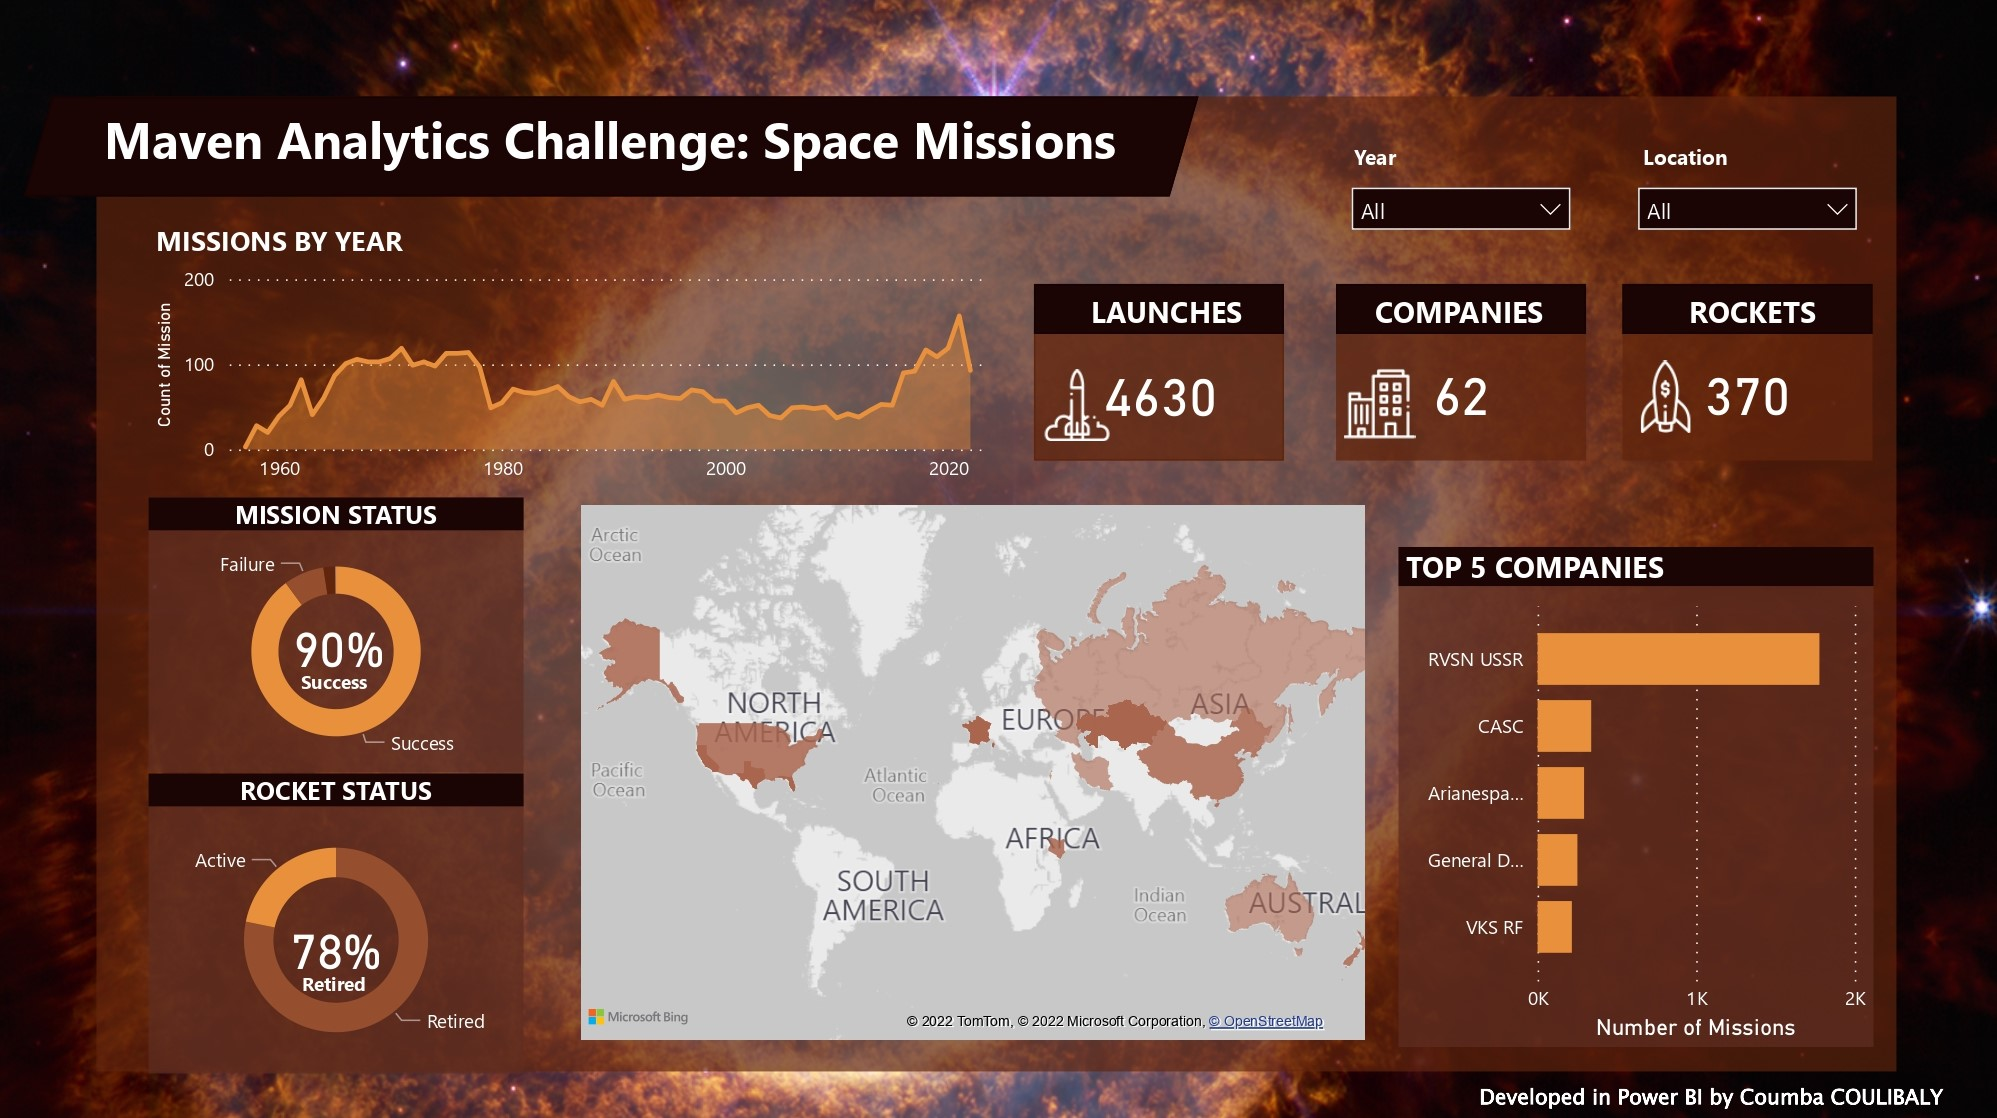 Maven Analytics Challenge: Space Missions
Year
Location
All
All
MISSIONS BY YEAR
200
100
0
Count of Mission
1960
1980
2000
2020
LAUNCHES
4630
COMPANIES
62
ROCKETS
$
370
MISSION STATUS
Failure
90%
Success
Success
ROCKET STATUS
Active
78%
Retired
Retired
Arctic
Ocean
NORTH
AMERICA
EUROPE
ASIA
Pacific
Ocean
Atlantic
Ocean
AFRICA
SOUTH
AMERICA
Indian
Ocean
AUSTRAL
Microsoft Bing
© 2022 TomTom, © 2022 Microsoft Corporation, © OpenStreetMap
TOP 5 COMPANIES
RVSN USSR
CASC
Arianespa...
General D...
VKS RF
0K
1K
2K
Number of Missions
Developed in Power BI by Coumba COULIBALY